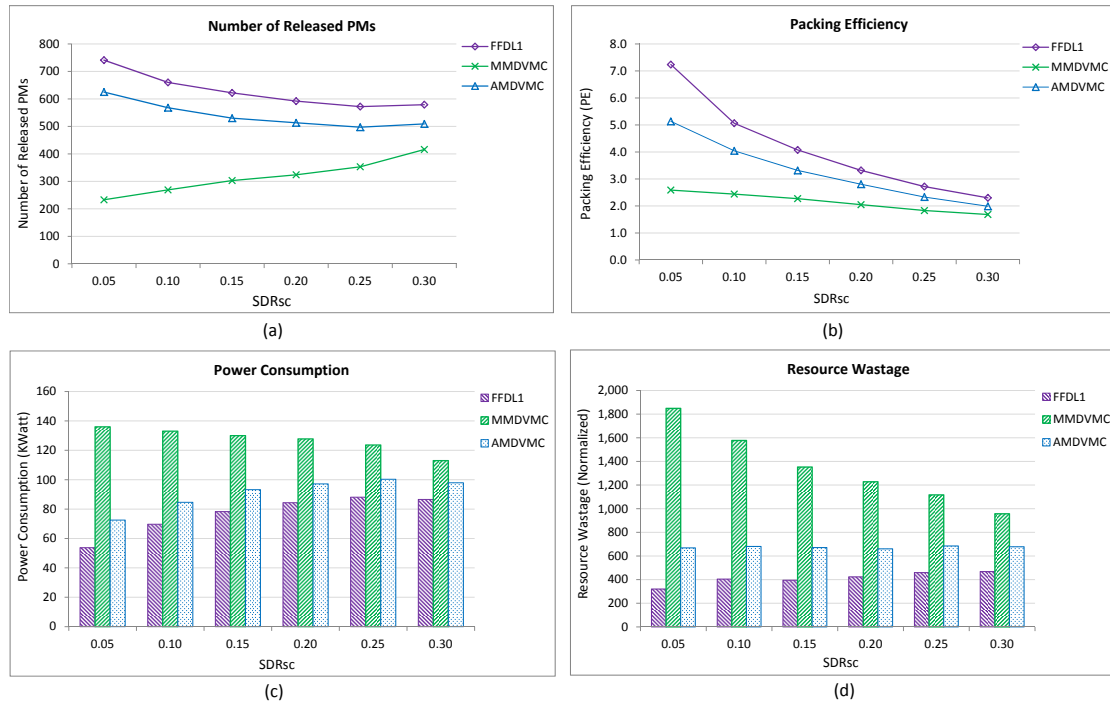 Number of Released PMs
Number of Released PMs
800
700
600
500
400
300
200
100
0
0.05 0.10 0.15 0.20 0.25 0.30
SDRsc
FFDL1
MMDVMC
AMDVMC
(a)
Packing Efficiency
Packing Efficiency (PE)
8.0
7.0
6.0
5.0
4.0
3.0
2.0
1.0
0.0
0.05 0.10 0.15 0.20 0.25 0.30
SDRsc
FFDL1
MMDVMC
AMDVMC
(b)
Power Consumption
Power Consumption (KWatt)
160
140
120
100
80
60
40
20
0
0.05 0.10 0.15 0.20 0.25 0.30
SDRsc
FFDL1
MMDVMC
AMDVMC
(c)
Resource Wastage
Resource Wastage (Normalized)
2,000
1,800
1,600
1,400
1,200
1,000
800
600
400
200
0
0.05 0.10 0.15 0.20 0.25 0.30
SDRsc
FFDL1
MMDVMC
AMDVMC
(d)